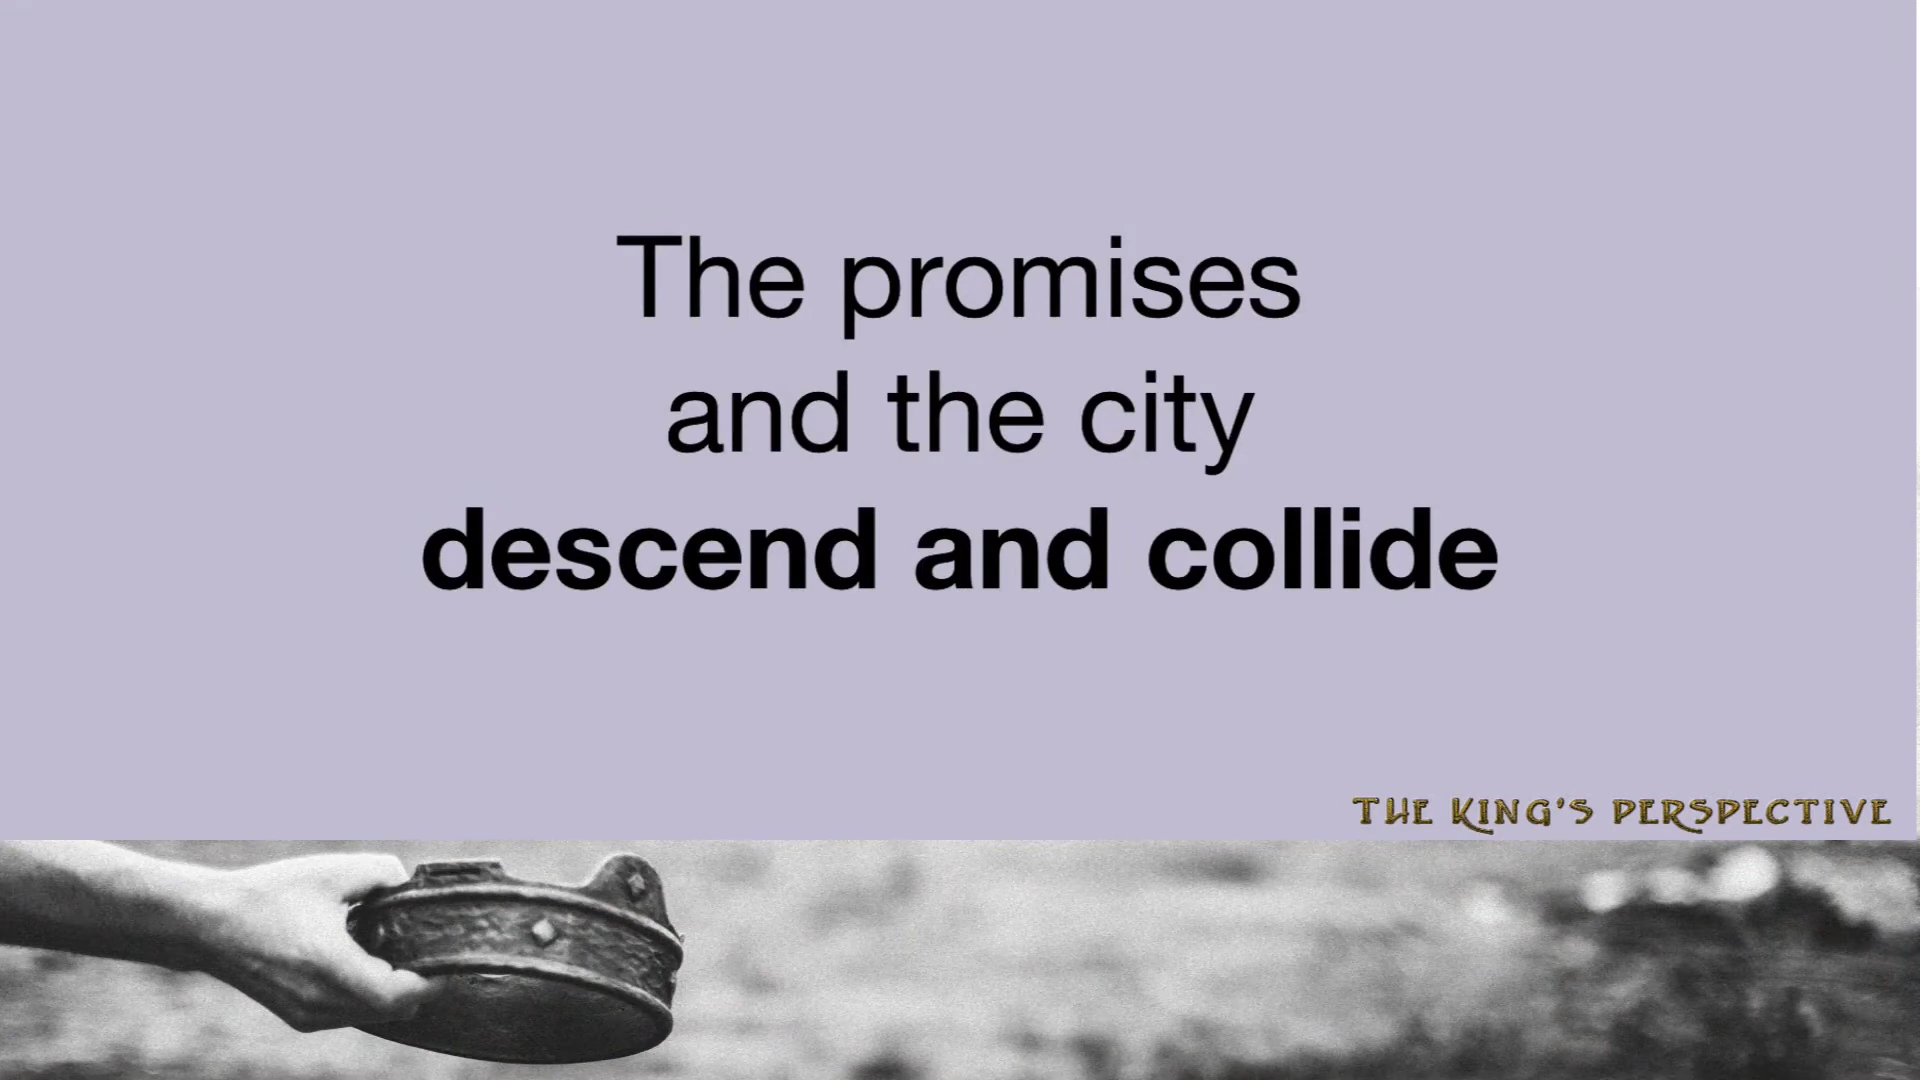 The promises
and the city
descend and collide
THE KING'S PERSPECTIVE